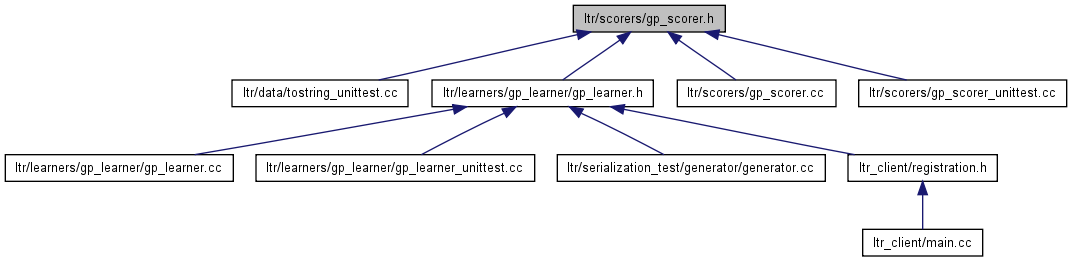 ltr/scorers/gp_scorer.h
ltr/data/tostring_unittest.cc
ltr/learners/gp_learner/gp_learner.h
ltr/scorers/gp_scorer.cc
ltr/scorers/gp_scorer_unittest.cc
ltr/learners/gp_learner/gp_learner.cc
ltr/learners/gp_learner/gp_learner_unittest.cc
ltr/serialization_test/generator/generator.cc
ltr_client/registration.h
ltr_client/main.cc